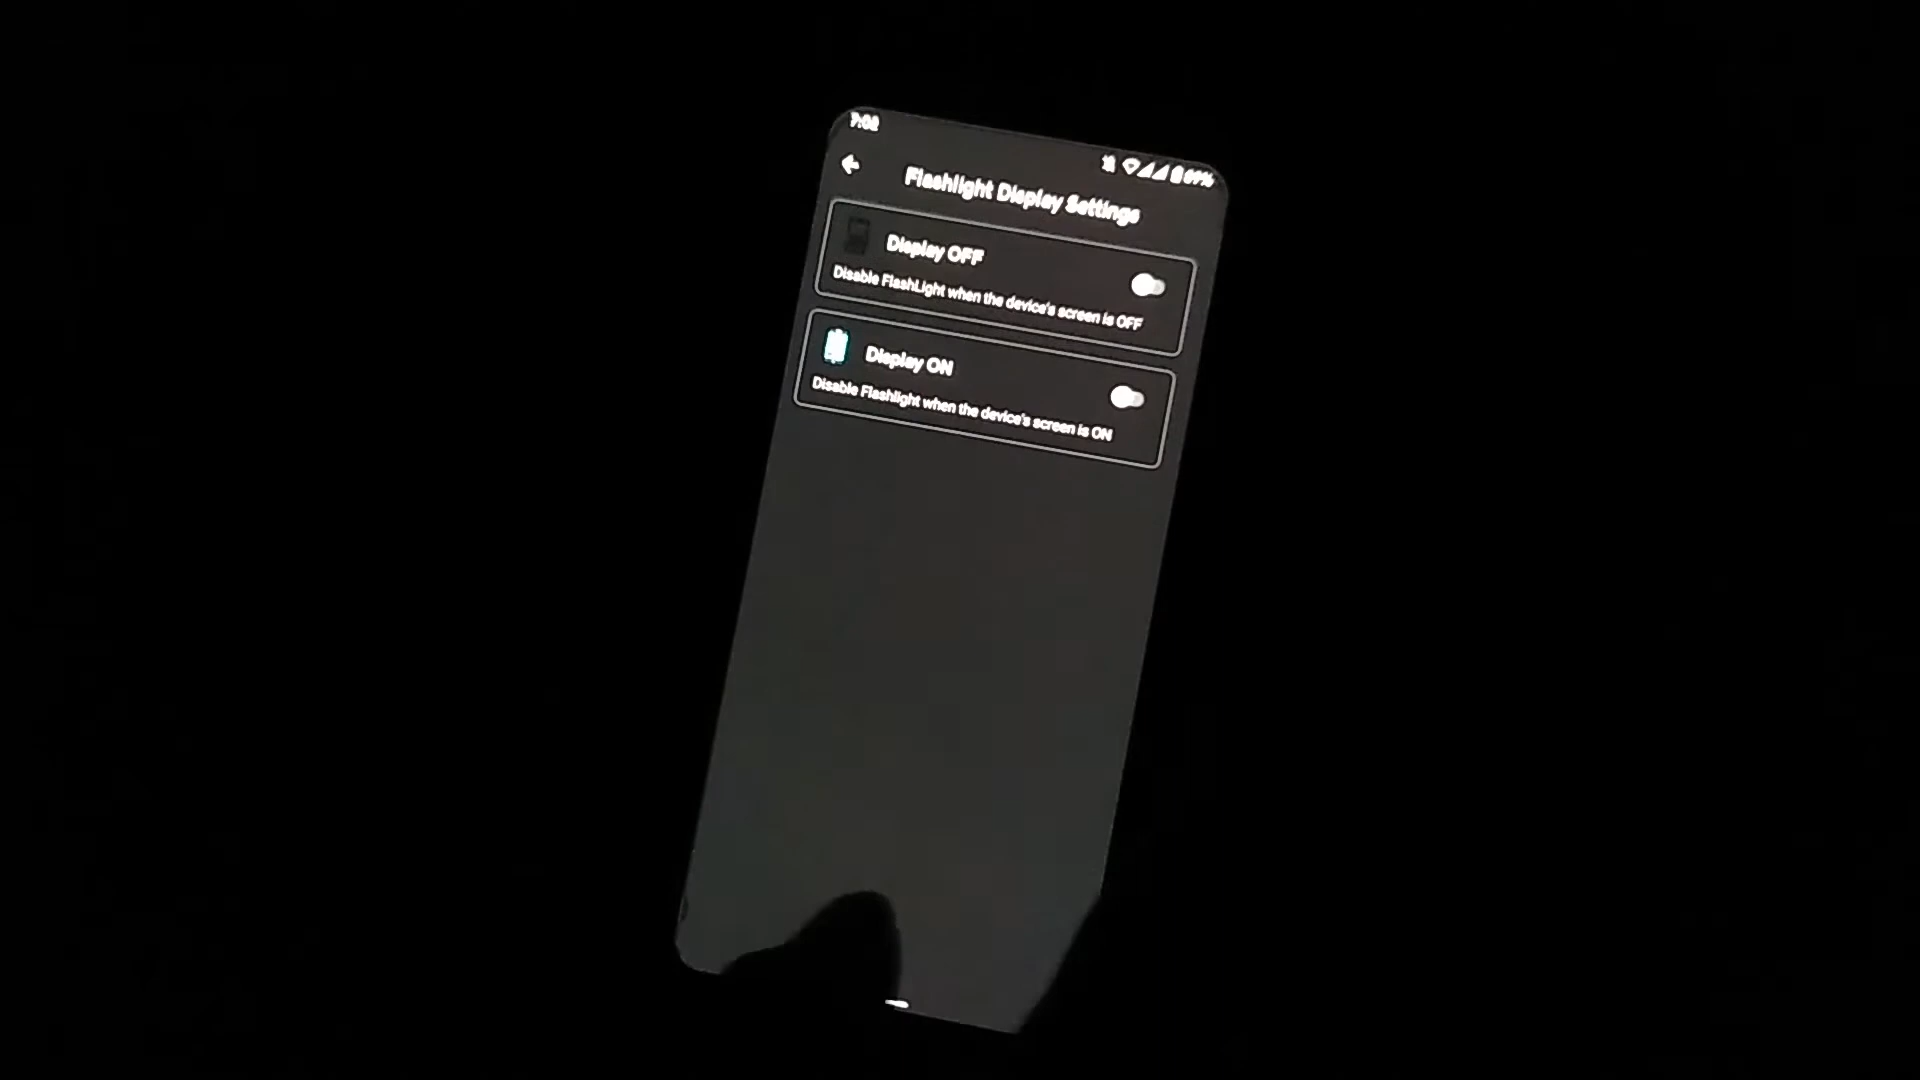 7:02
Flashlight Display Settings
Display OFF
Disable FlashLight when the device's screen is OFF
Display ON
Disable Flashlight when the device's screen is ON